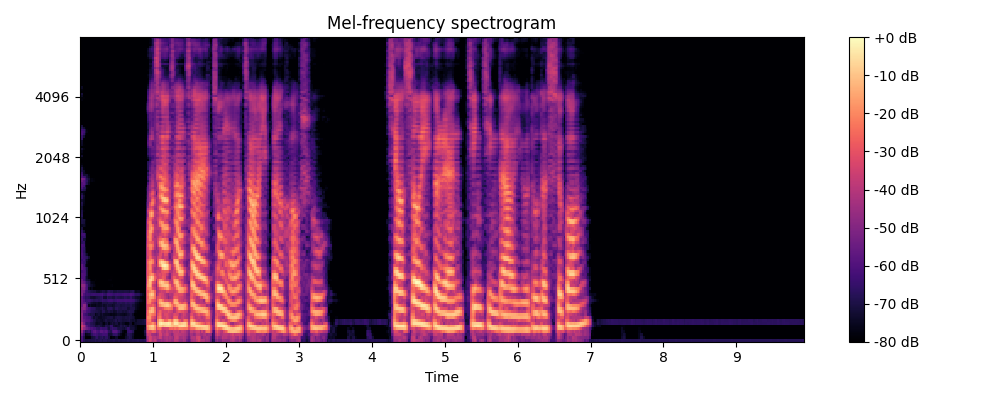 Mel-frequency spectrogram
+0 dB
-10 dB
-20 dB
-30 dB
-40 dB
-50 dB
-60 dB
-70 dB
-80 dB
Hz
4096
2048
1024
512
0
0 1 2 3 4 5 6 7 8 9
Time